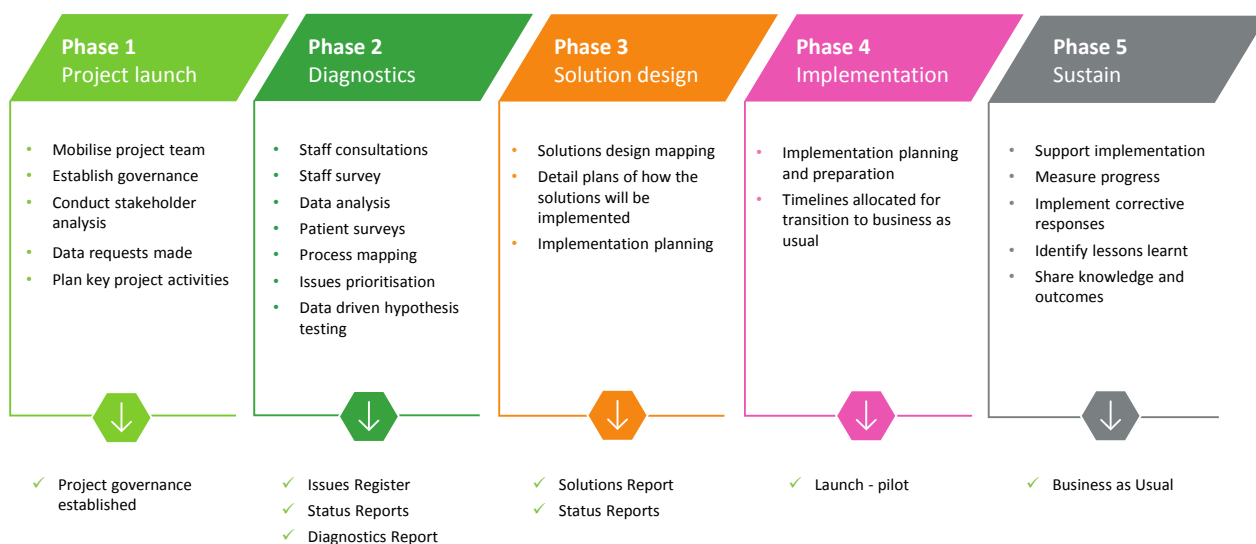 Phase 1
Project launch
Mobilise project team
Establish governance
Conduct stakeholder
analysis
Data requests made
Plan key project activities
Project governance
established
Phase 2
Diagnostics
Staff consultations
Staff survey
Data analysis
Patient surveys
Process mapping
Issues prioritisation
Data driven hypothesis
testing
Issues Register
Status Reports
Diagnostics Report
Phase 3
Solution design
Solutions design mapping
Detail plans of how the
solutions will be
implemented
Implementation planning
Solutions Report
Status Reports
Phase 4
Implementation
Implementation planning
and preparation
Timelines allocated for
transition to business as
usual
Launch - pilot
Phase 5
Sustain
Support implementation
Measure progress
Implement corrective
responses
Identify lessons learnt
Share knowledge and
outcomes
Business as Usual